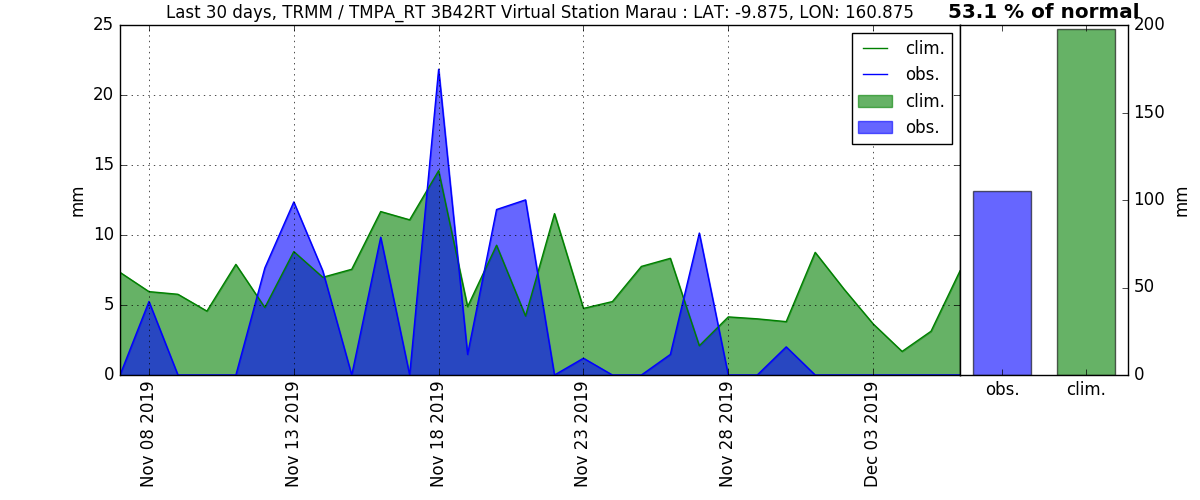 Last 30 days, TRMM / TMPA_RT 3B42RT Virtual Station Marau : LAT: -9.875, LON: 160.875
53.1 % of normal
25
20
15
10
5
0
mm
clim.
obs.
clim.
obs.
Nov 08 2019
Nov 13 2019
Nov 18 2019
Nov 23 2019
Nov 28 2019
Dec 03 2019
200
150
100
50
0
mm
obs.
clim.